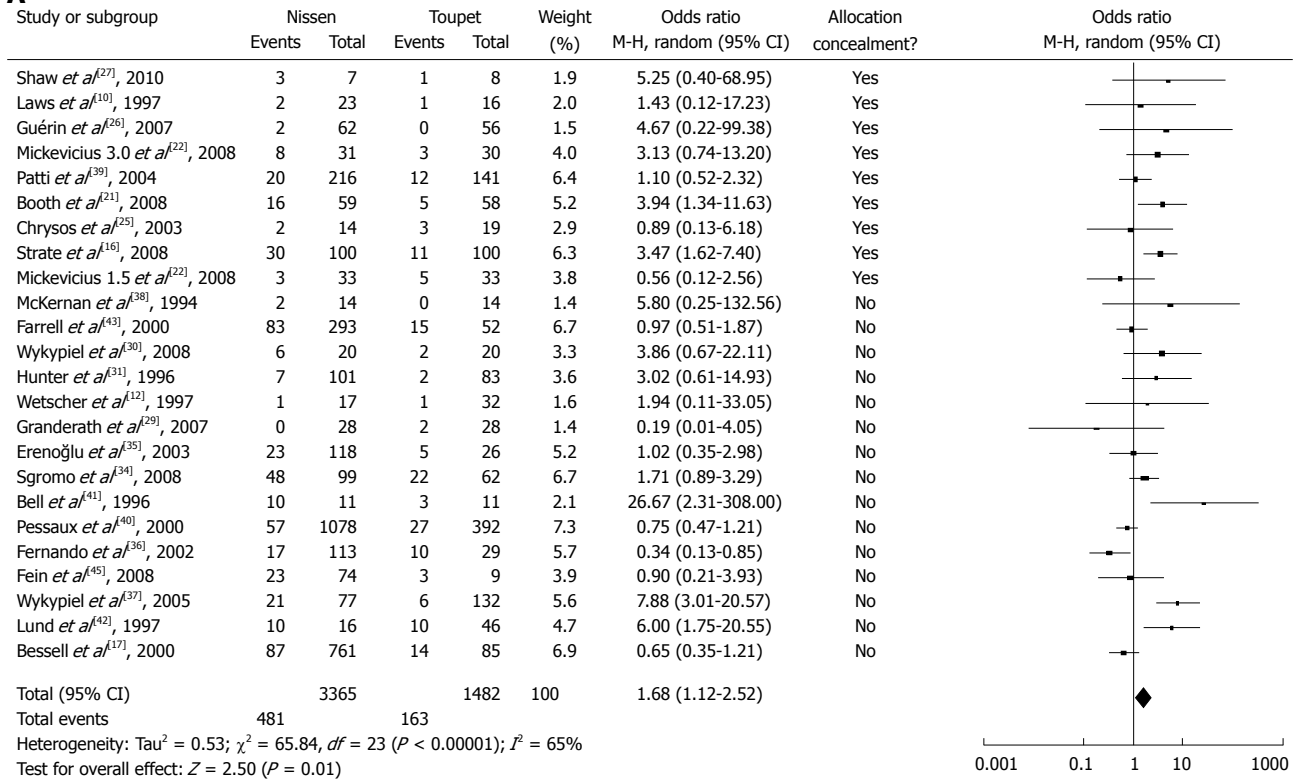 A
Study or subgroup Nissen Toupet Weight Odds ratio Allocation Odds ratio
Events Total Events Total (%) M-H, random (95% CI) concealment? M-H, random (95% CI)
Shaw et al[27], 2010 3 7 1 8 1.9 5.25 (0.40-68.95) Yes
Laws et al[10], 1997 2 23 1 16 2.0 1.43 (0.12-17.23) Yes
Guérin et al[26], 2007 2 62 0 56 1.5 4.67 (0.22-99.38) Yes
Mickevicius 3.0 et al[22], 2008 8 31 3 30 4.0 3.13 (0.74-13.20) Yes
Patti et al[39], 2004 20 216 12 141 6.4 1.10 (0.52-2.32) Yes
Booth et al[21], 2008 16 59 5 58 5.2 3.94 (1.34-11.63) Yes
Chrysos et al[25], 2003 2 14 3 19 2.9 0.89 (0.13-6.18) Yes
Strate et al[16], 2008 30 100 11 100 6.3 3.47 (1.62-7.40) Yes
Mickevicius 1.5 et al[22], 2008 3 33 5 33 3.8 0.56 (0.12-2.56) Yes
McKernan et al[38], 1994 2 14 0 14 1.4 5.80 (0.25-132.56) No
Farrell et al[43], 2000 83 293 15 52 6.7 0.97 (0.51-1.87) No
Wykypiel et al[30], 2008 6 20 2 20 3.3 3.86 (0.67-22.11) No
Hunter et al[31], 1996 7 101 2 83 3.6 3.02 (0.61-14.93) No
Wetscher et al[12], 1997 1 17 1 32 1.6 1.94 (0.11-33.05) No
Granderath et al[29], 2007 0 28 2 28 1.4 0.19 (0.01-4.05) No
Erenoğlu et al[35], 2003 23 118 5 26 5.2 1.02 (0.35-2.98) No
Sgromo et al[34], 2008 48 99 22 62 6.7 1.71 (0.89-3.29) No
Bell et al[41], 1996 10 11 3 11 2.1 26.67 (2.31-308.00) No
Pessaux et al[40], 2000 57 1078 27 392 7.3 0.75 (0.47-1.21) No
Fernando et al[36], 2002 17 113 10 29 5.7 0.34 (0.13-0.85) No
Fein et al[45], 2008 23 74 3 9 3.9 0.90 (0.21-3.93) No
Wykypiel et al[37], 2005 21 77 6 132 5.6 7.88 (3.01-20.57) No
Lund et al[42], 1997 10 16 10 46 4.7 6.00 (1.75-20.55) No
Bessell et al[17], 2000 87 761 14 85 6.9 0.65 (0.35-1.21) No
Total (95% CI) 3365 1482 100 1.68 (1.12-2.52)
Total events 481 163
Heterogeneity: Tau² = 0.53; χ² = 65.84, df = 23 (P < 0.00001); I² = 65%
Test for overall effect: Z = 2.50 (P = 0.01)
0.001 0.1 1 10 1000